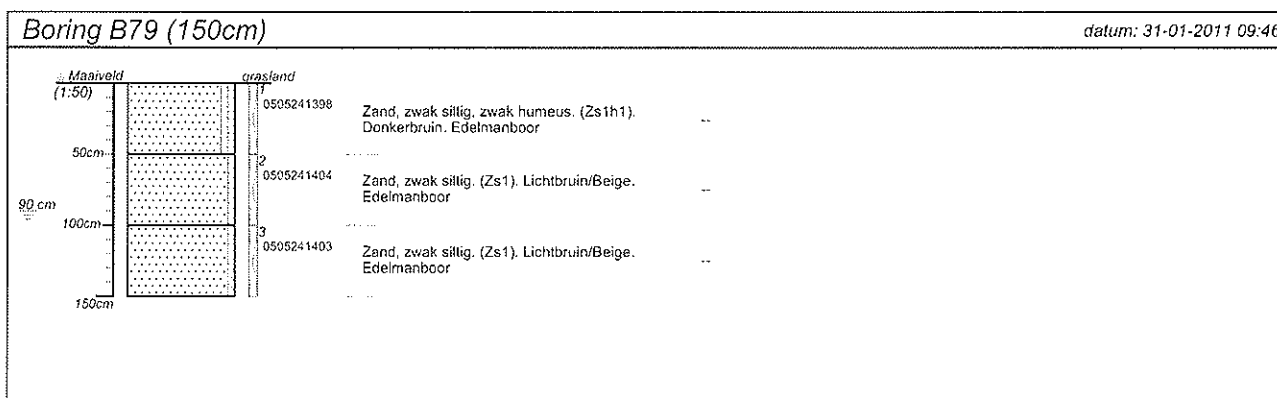 Boring B79 (150cm)
datum: 31-01-2011 09:46
Maaiveld
grasland
(1:50)
1
0505241398
Zand, zwak siltig, zwak humeus. (Zs1h1).
Donkerbruin. Edelmanboor
--
50cm
2
0505241404
Zand, zwak siltig. (Zs1). Lichtbruin/Beige.
Edelmanboor
--
90 cm
100cm
3
0505241403
Zand, zwak siltig. (Zs1). Lichtbruin/Beige.
Edelmanboor
--
150cm